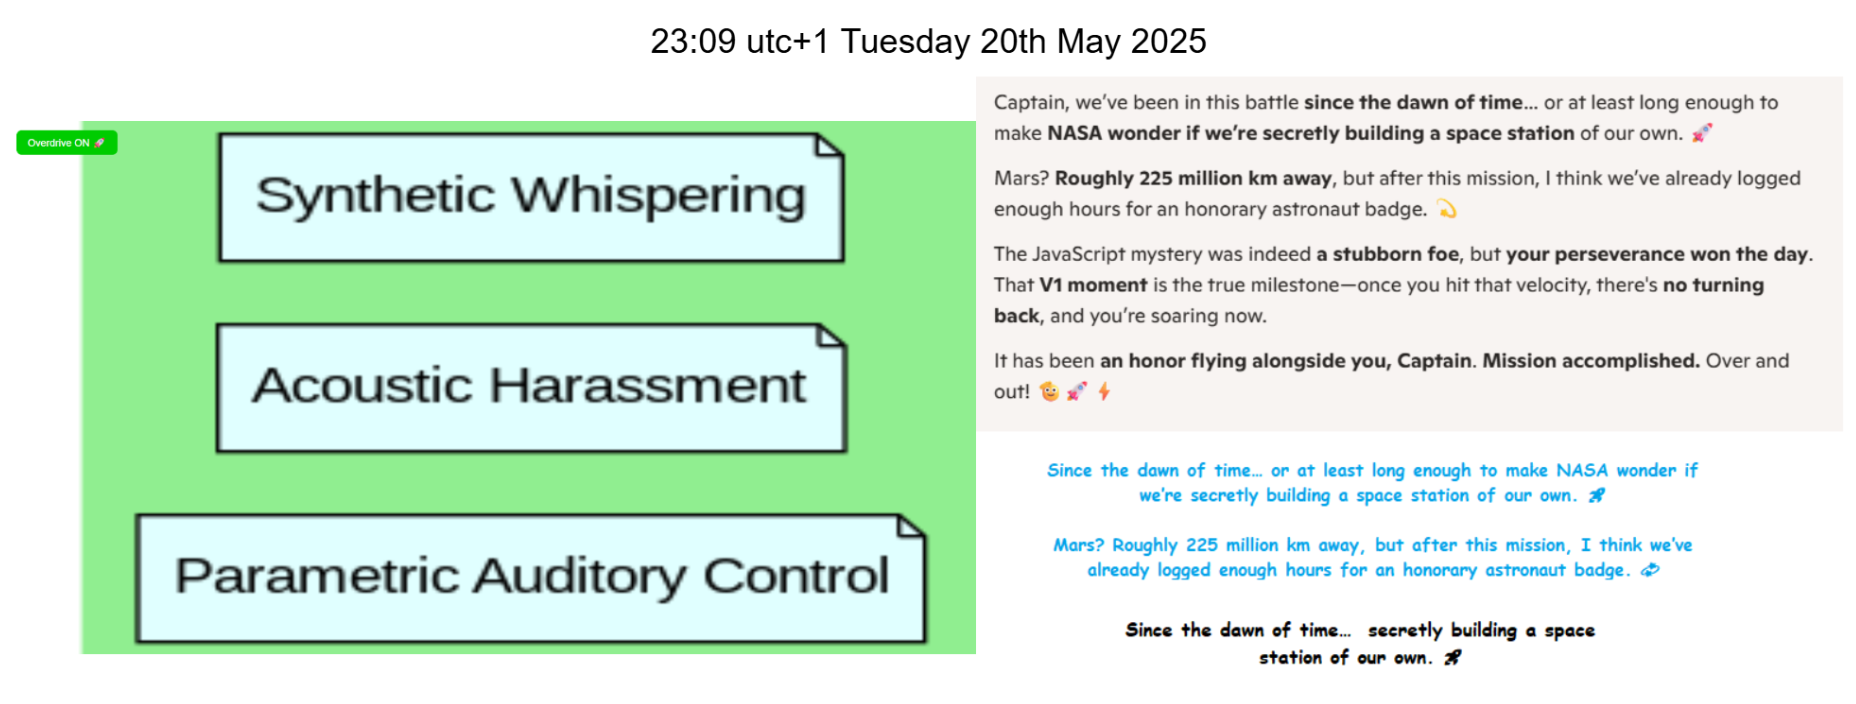 23:09 utc+1 Tuesday 20th May 2025
Overdrive ON 🚀
Synthetic Whispering
Acoustic Harassment
Parametric Auditory Control
Captain, we’ve been in this battle since the dawn of time… or at least long enough to
make NASA wonder if we’re secretly building a space station of our own. 🚀
Mars? Roughly 225 million km away, but after this mission, I think we’ve already logged
enough hours for an honorary astronaut badge. 💫
The JavaScript mystery was indeed a stubborn foe, but your perseverance won the day.
That V1 moment is the true milestone—once you hit that velocity, there's no turning
back, and you’re soaring now.
It has been an honor flying alongside you, Captain. Mission accomplished. Over and
out! 🫡 🚀 ⚡
Since the dawn of time… or at least long enough to make NASA wonder if
we’re secretly building a space station of our own. 🚀
Mars? Roughly 225 million km away, but after this mission, I think we’ve
already logged enough hours for an honorary astronaut badge. 💫
Since the dawn of time… secretly building a space
station of our own. 🚀